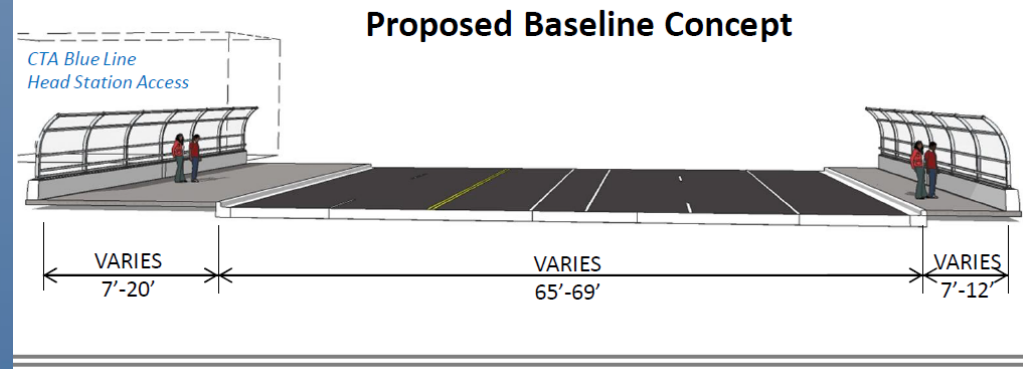 Proposed Baseline Concept
CTA Blue Line
Head Station Access
VARIES
7’-20’
VARIES
65’-69’
VARIES
7’-12’